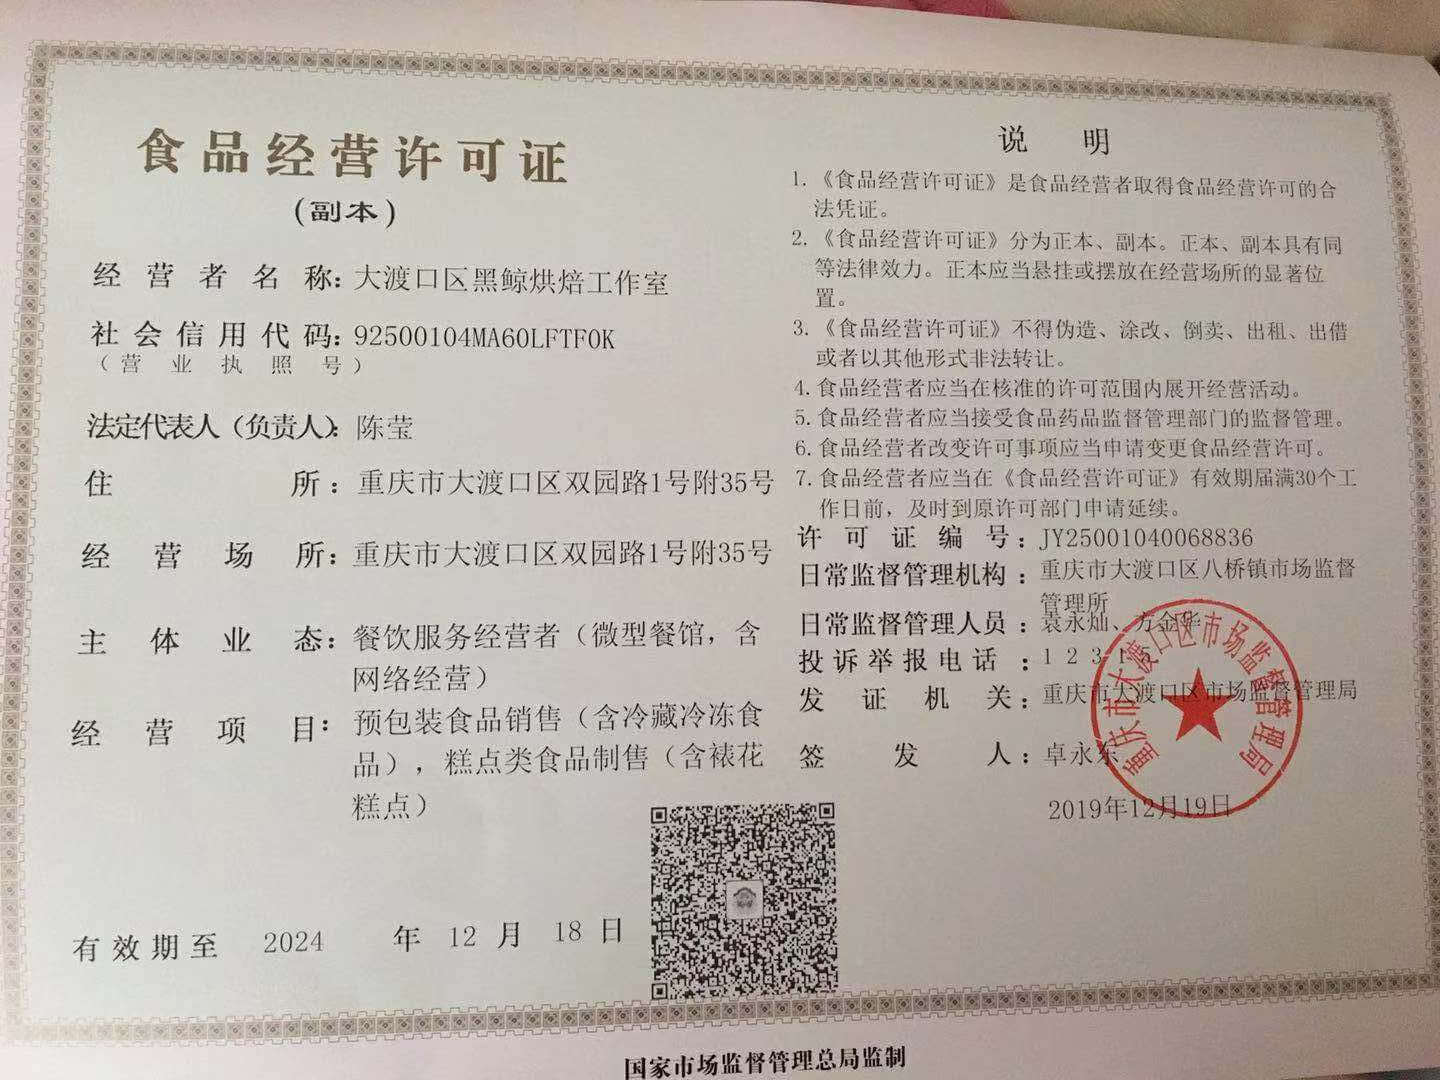 食品经营许可证
(副本)
经营者名称：大渡口区黑鲸烘焙工作室
社会信用代码：92500104MA60LFTF0K
（营业执照号）
法定代表人（负责人）：陈莹
住所：重庆市大渡口区双园路1号附35号
经营场所：重庆市大渡口区双园路1号附35号
主体业态：餐饮服务经营者（微型餐馆，含
网络经营）
经营项目：预包装食品销售（含冷藏冷冻食
品），糕点类食品制售（含裱花
糕点）
有效期至 2024 年 12 月 18 日
说明
1.《食品经营许可证》是食品经营者取得食品经营许可的合
法凭证。
2.《食品经营许可证》分为正本、副本。正本、副本具有同
等法律效力。正本应当悬挂或摆放在经营场所的显著位
置。
3.《食品经营许可证》不得伪造、涂改、倒卖、出租、出借
或者以其他形式非法转让。
4.食品经营者应当在核准的许可范围内展开经营活动。
5.食品经营者应当接受食品药品监督管理部门的监督管理。
6.食品经营者改变许可事项应当申请变更食品经营许可。
7.食品经营者应当在《食品经营许可证》有效期届满30个工
作日前，及时到原许可部门申请延续。
许可证编号：JY25001040068836
日常监督管理机构：重庆市大渡口区八桥镇市场监督
管理所
日常监督管理人员：袁永灿、方金华
投诉举报电话：1231
发证机关：重庆市大渡口区市场监督管理局
签发人：卓永东
2019年12月19日
重庆市大渡口区市场监督管理局
国家市场监督管理总局监制